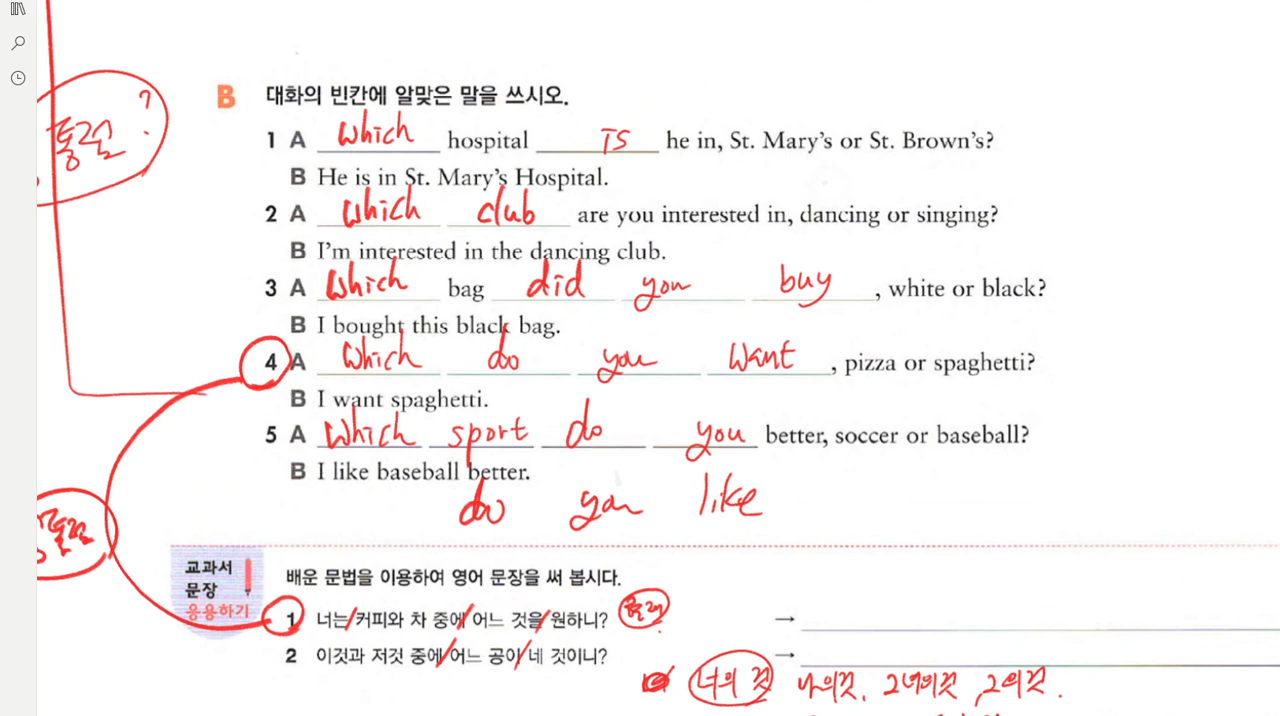 B 대화의 빈칸에 알맞은 말을 쓰시오.
1 A Which hospital is he in, St. Mary's or St. Brown's?
B He is in St. Mary's Hospital.
2 A which club are you interested in, dancing or singing?
B I'm interested in the dancing club.
3 A Which bag did you buy, white or black?
B I bought this black bag.
4 A Which do you want, pizza or spaghetti?
B I want spaghetti.
5 A Which sport do you better, soccer or baseball?
B I like baseball better.
do you like
교과서
문장
응용하기
배운 문법을 이용하여 영어 문장을 써 봅시다.
1 너는/커피와 차 중에/어느 것을/원하니? →
2 이것과 저것 중에/어느 공이/네 것이니? →
너의 것 나의것, 그녀의것, 그의것.